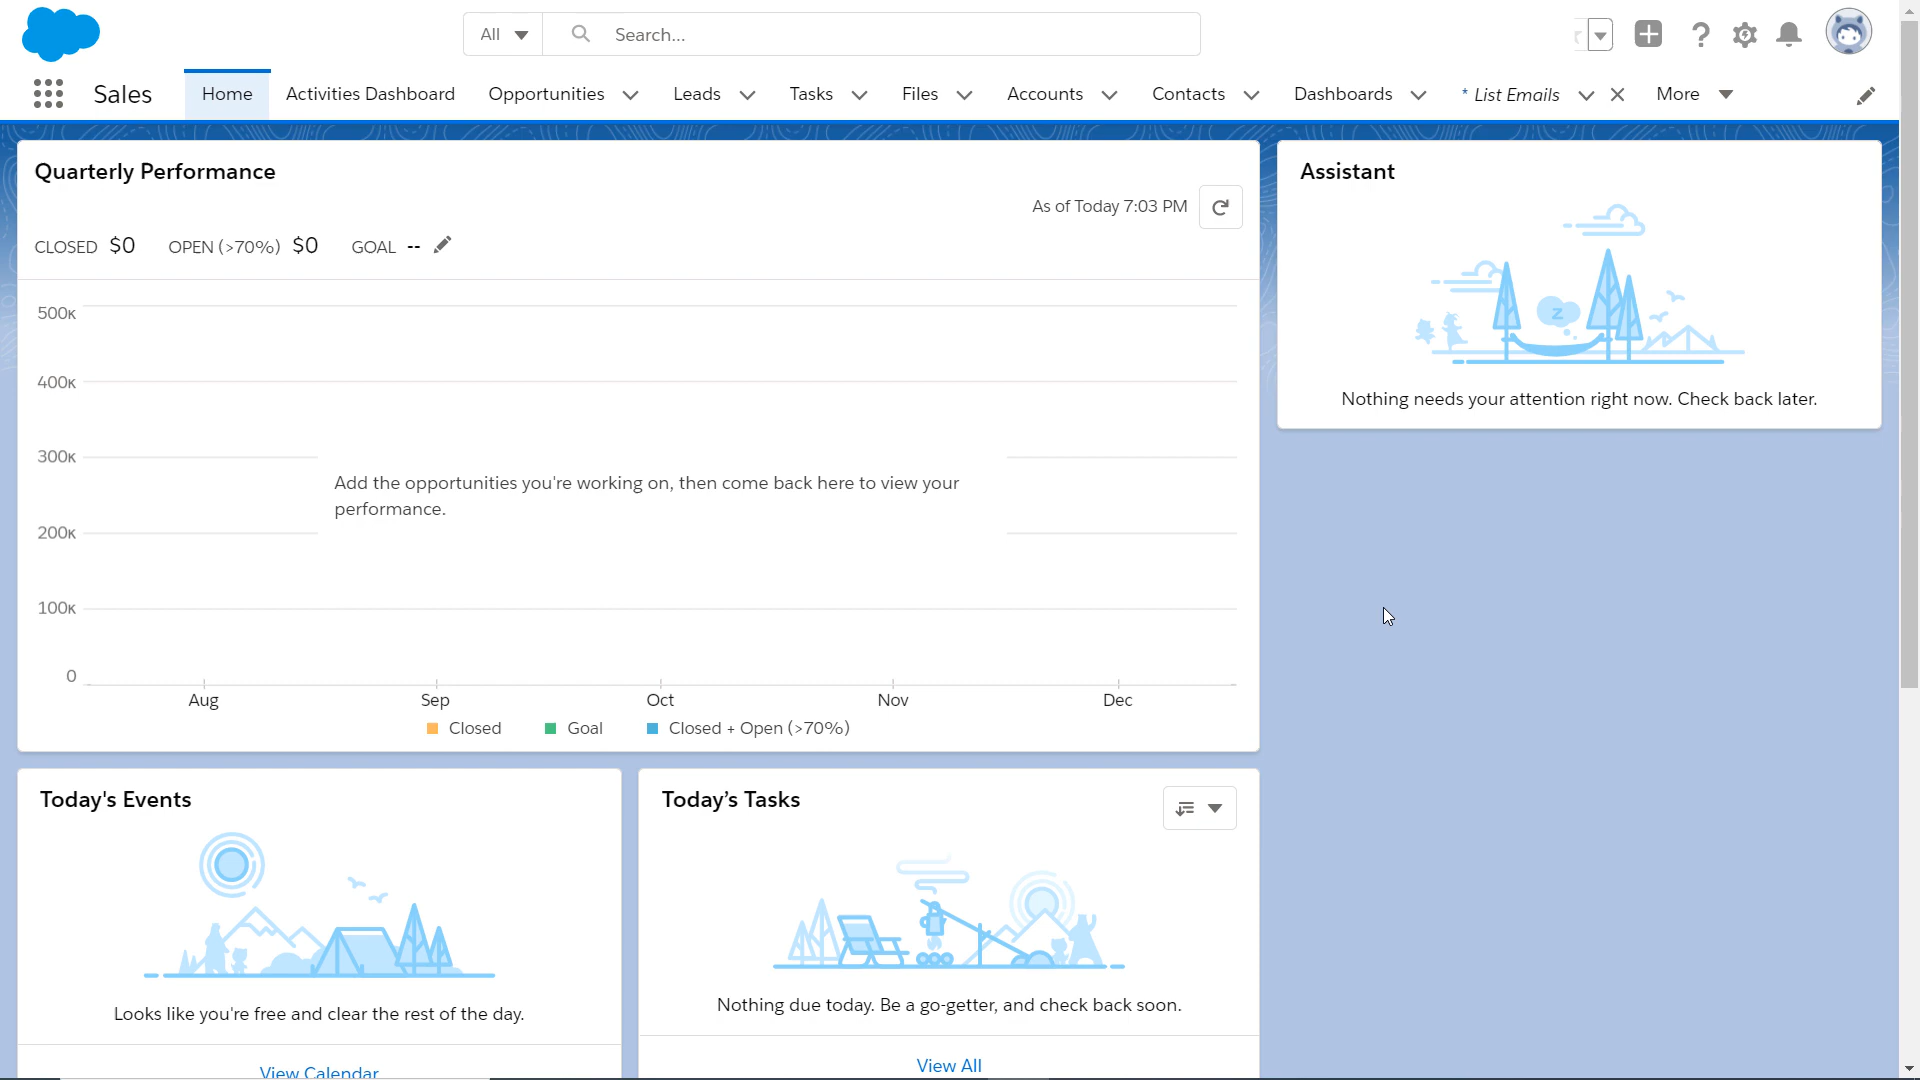 All
Search...
Sales
Home
Activities Dashboard
Opportunities
Leads
Tasks
Files
Accounts
Contacts
Dashboards
* List Emails
More
Quarterly Performance
As of Today 7:03 PM
CLOSED $0 OPEN (>70%) $0 GOAL --
500K
400K
300K
200K
100K
0
Add the opportunities you're working on, then come back here to view your
performance.
Aug Sep Oct Nov Dec
Closed Goal Closed + Open (>70%)
Assistant
z
Nothing needs your attention right now. Check back later.
Today's Events
Looks like you're free and clear the rest of the day.
View Calendar
Today’s Tasks
Nothing due today. Be a go-getter, and check back soon.
View All